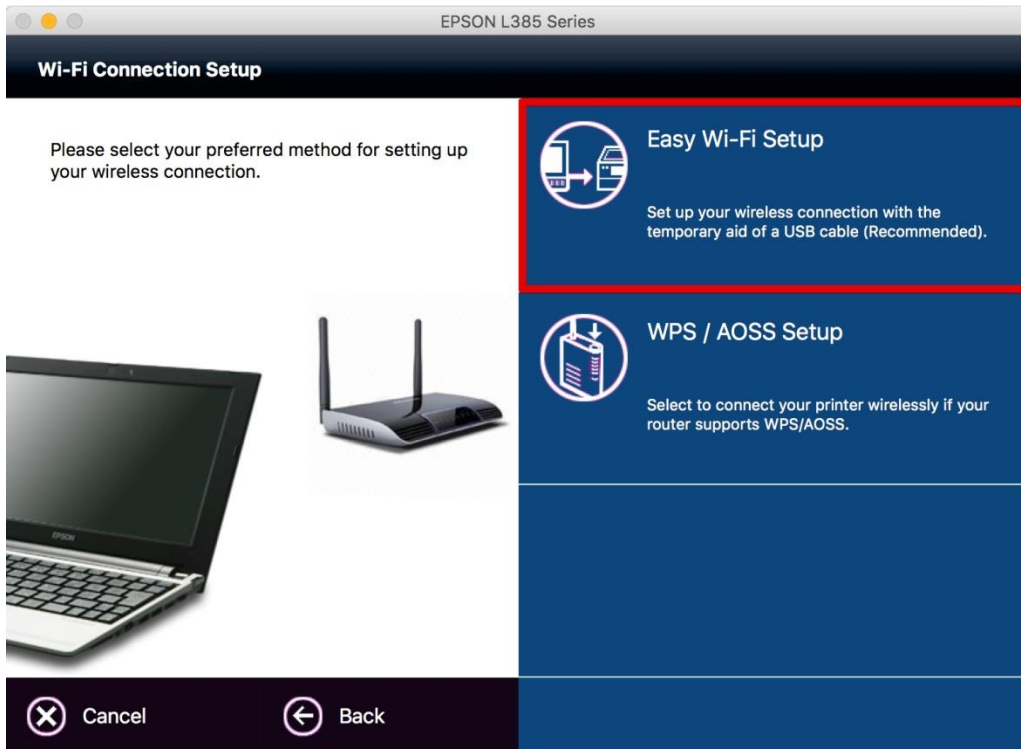 EPSON L385 Series
Wi-Fi Connection Setup
Please select your preferred method for setting up
your wireless connection.
Easy Wi-Fi Setup
Set up your wireless connection with the
temporary aid of a USB cable (Recommended).
WPS / AOSS Setup
Select to connect your printer wirelessly if your
router supports WPS/AOSS.
EPSON
Cancel
Back